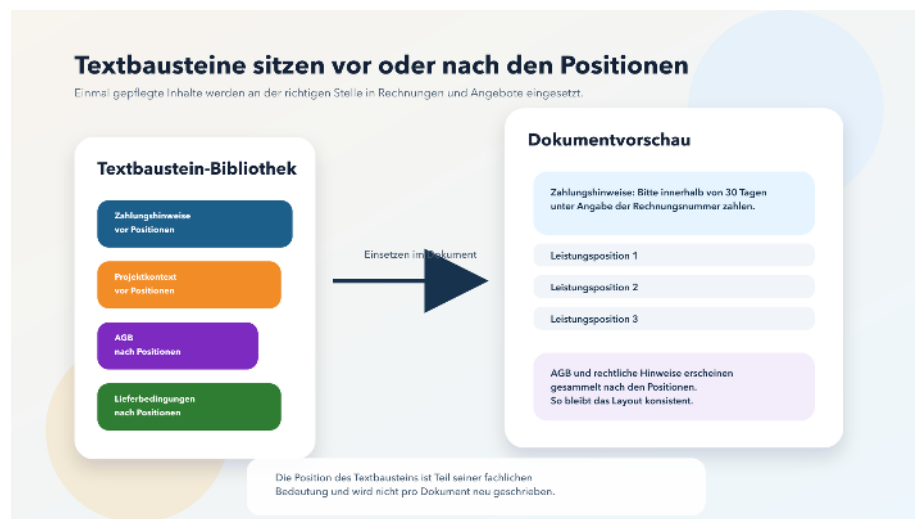 Textbausteine sitzen vor oder nach den Positionen
Einmal gepflegte Inhalte werden an der richtigen Stelle in Rechnungen und Angebote eingesetzt.
Textbaustein-Bibliothek
Zahlungshinweise
vor Positionen
Projektkontext
vor Positionen
AGB
nach Positionen
Lieferbedingungen
nach Positionen
Einsetzen im Dokument
Dokumentvorschau
Zahlungshinweise: Bitte innerhalb von 30 Tagen
unter Angabe der Rechnungsnummer zahlen.
Leistungsposition 1
Leistungsposition 2
Leistungsposition 3
AGB und rechtliche Hinweise erscheinen
gesammelt nach den Positionen.
So bleibt das Layout konsistent.
Die Position des Textbausteins ist Teil seiner fachlichen
Bedeutung und wird nicht pro Dokument neu geschrieben.